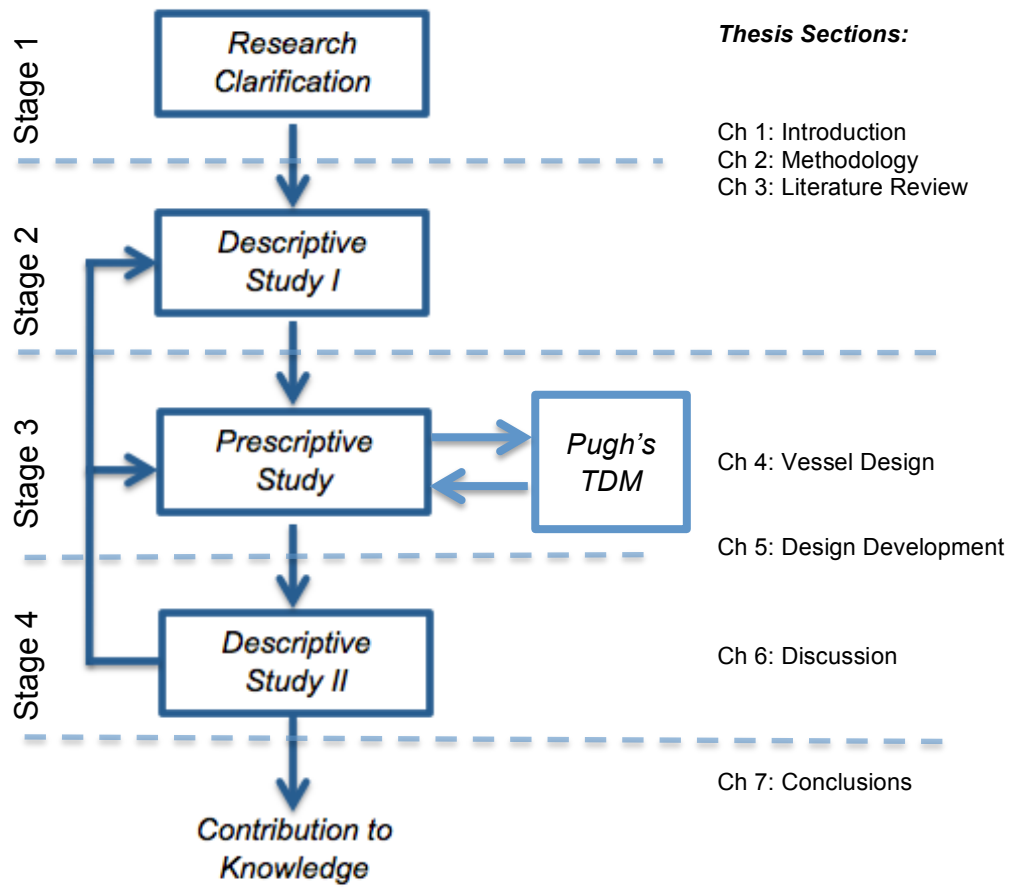 Stage 1
Research
Clarification
Thesis Sections:
Ch 1: Introduction
Ch 2: Methodology
Ch 3: Literature Review
Stage 2
Descriptive
Study I
Stage 3
Prescriptive
Study
Pugh's
TDM
Ch 4: Vessel Design
Ch 5: Design Development
Stage 4
Descriptive
Study II
Ch 6: Discussion
Ch 7: Conclusions
Contribution to
Knowledge